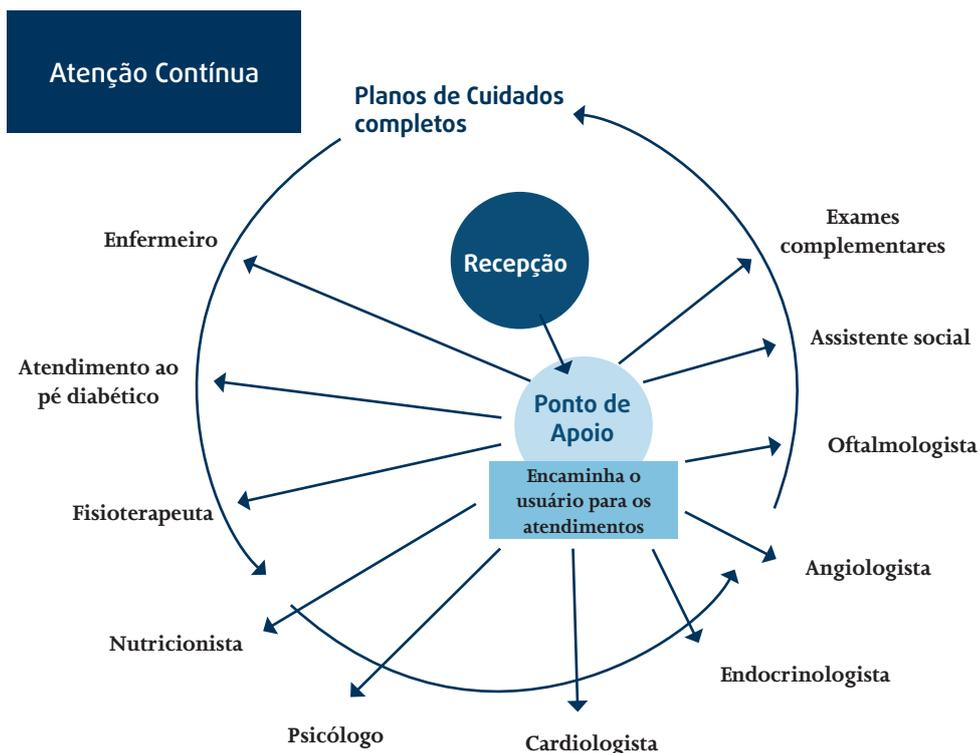 Atenção Contínua
Planos de Cuidados
completos
Exames
complementares
Enfermeiro
Recepção
Assistente social
Atendimento ao
pé diabético
Ponto de
Apoio
Oftalmologista
Encaminha o
usuário para os
atendimentos
Fisioterapeuta
Angiologista
Nutricionista
Endocrinologista
Psicólogo
Cardiologista